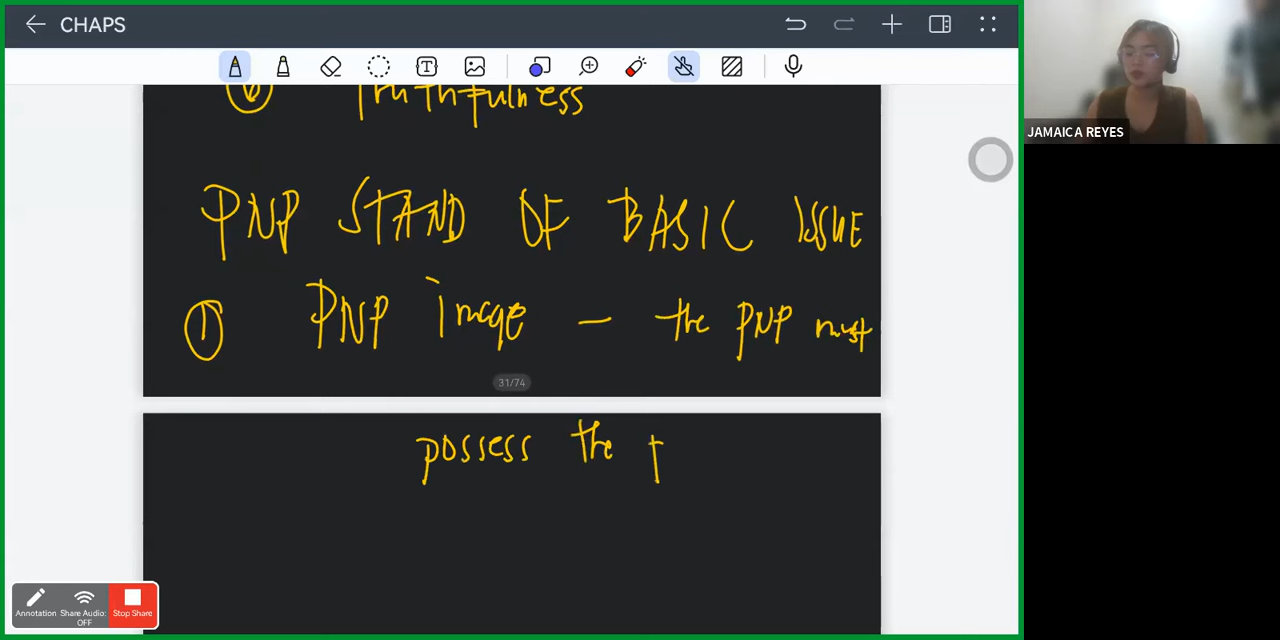 CHAPS
JAMAICA REYES
⑥ Truthfulness
PNP STAND OF BASIC ISSUE
① PNP image – the PNP must
31/74
possess the
Annotation
Share Audio: OFF
Stop Share